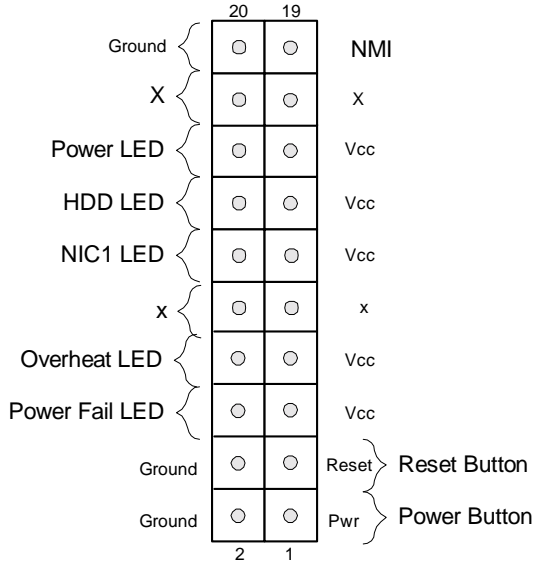 20 19
Ground NMI
X X
Power LED Vcc
HDD LED Vcc
NIC1 LED Vcc
x x
Overheat LED Vcc
Power Fail LED Vcc
Ground Reset Reset Button
Ground Pwr Power Button
2 1